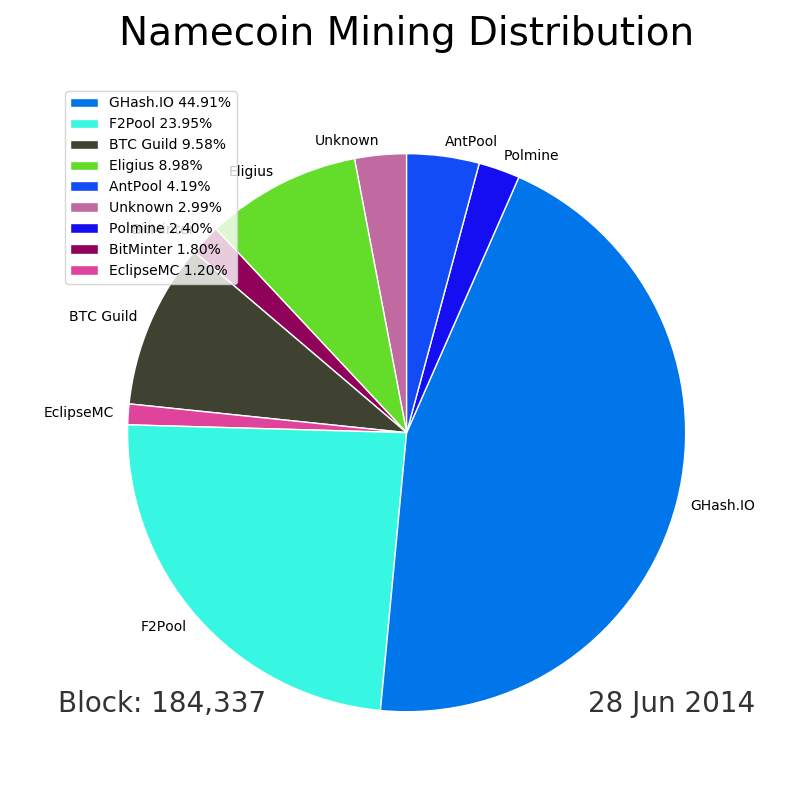 Namecoin Mining Distribution
GHash.IO 44.91%
F2Pool 23.95%
BTC Guild 9.58%
Eligius 8.98%
AntPool 4.19%
Unknown 2.99%
Polmine 2.40%
BitMinter 1.80%
EclipseMC 1.20%
Unknown
AntPool
Polmine
Eligius
BTC Guild
EclipseMC
GHash.IO
F2Pool
Block: 184,337
28 Jun 2014